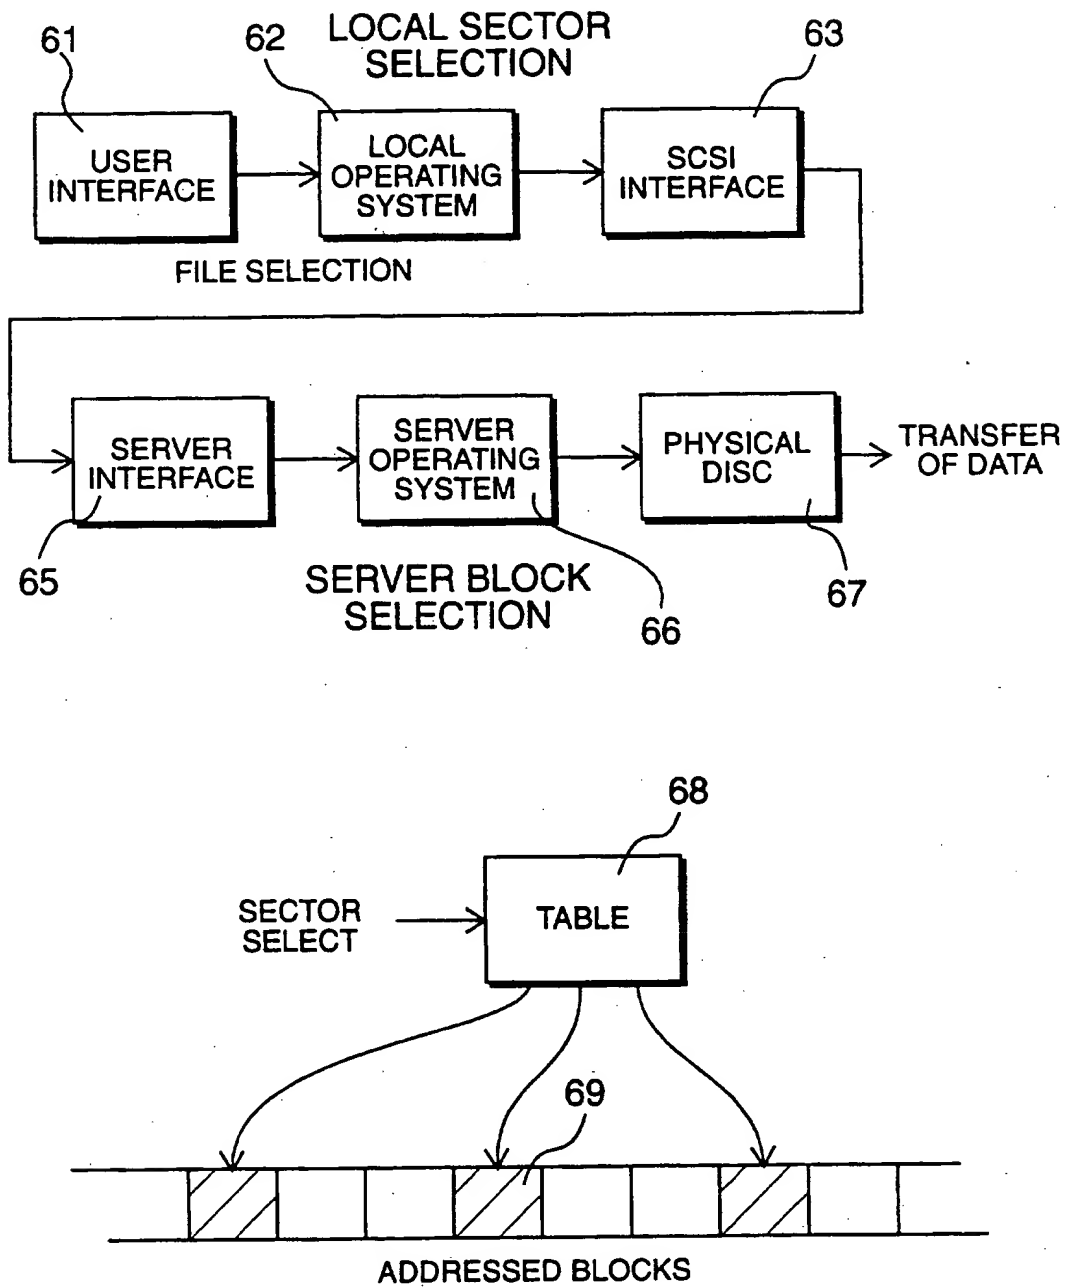 61
62
LOCAL SECTOR
SELECTION
63
USER
INTERFACE
LOCAL
OPERATING
SYSTEM
SCSI
INTERFACE
FILE SELECTION
SERVER
INTERFACE
SERVER
OPERATING
SYSTEM
PHYSICAL
DISC
TRANSFER
OF DATA
65
SERVER BLOCK
SELECTION
66
67
68
SECTOR
SELECT
TABLE
69
ADDRESSED BLOCKS